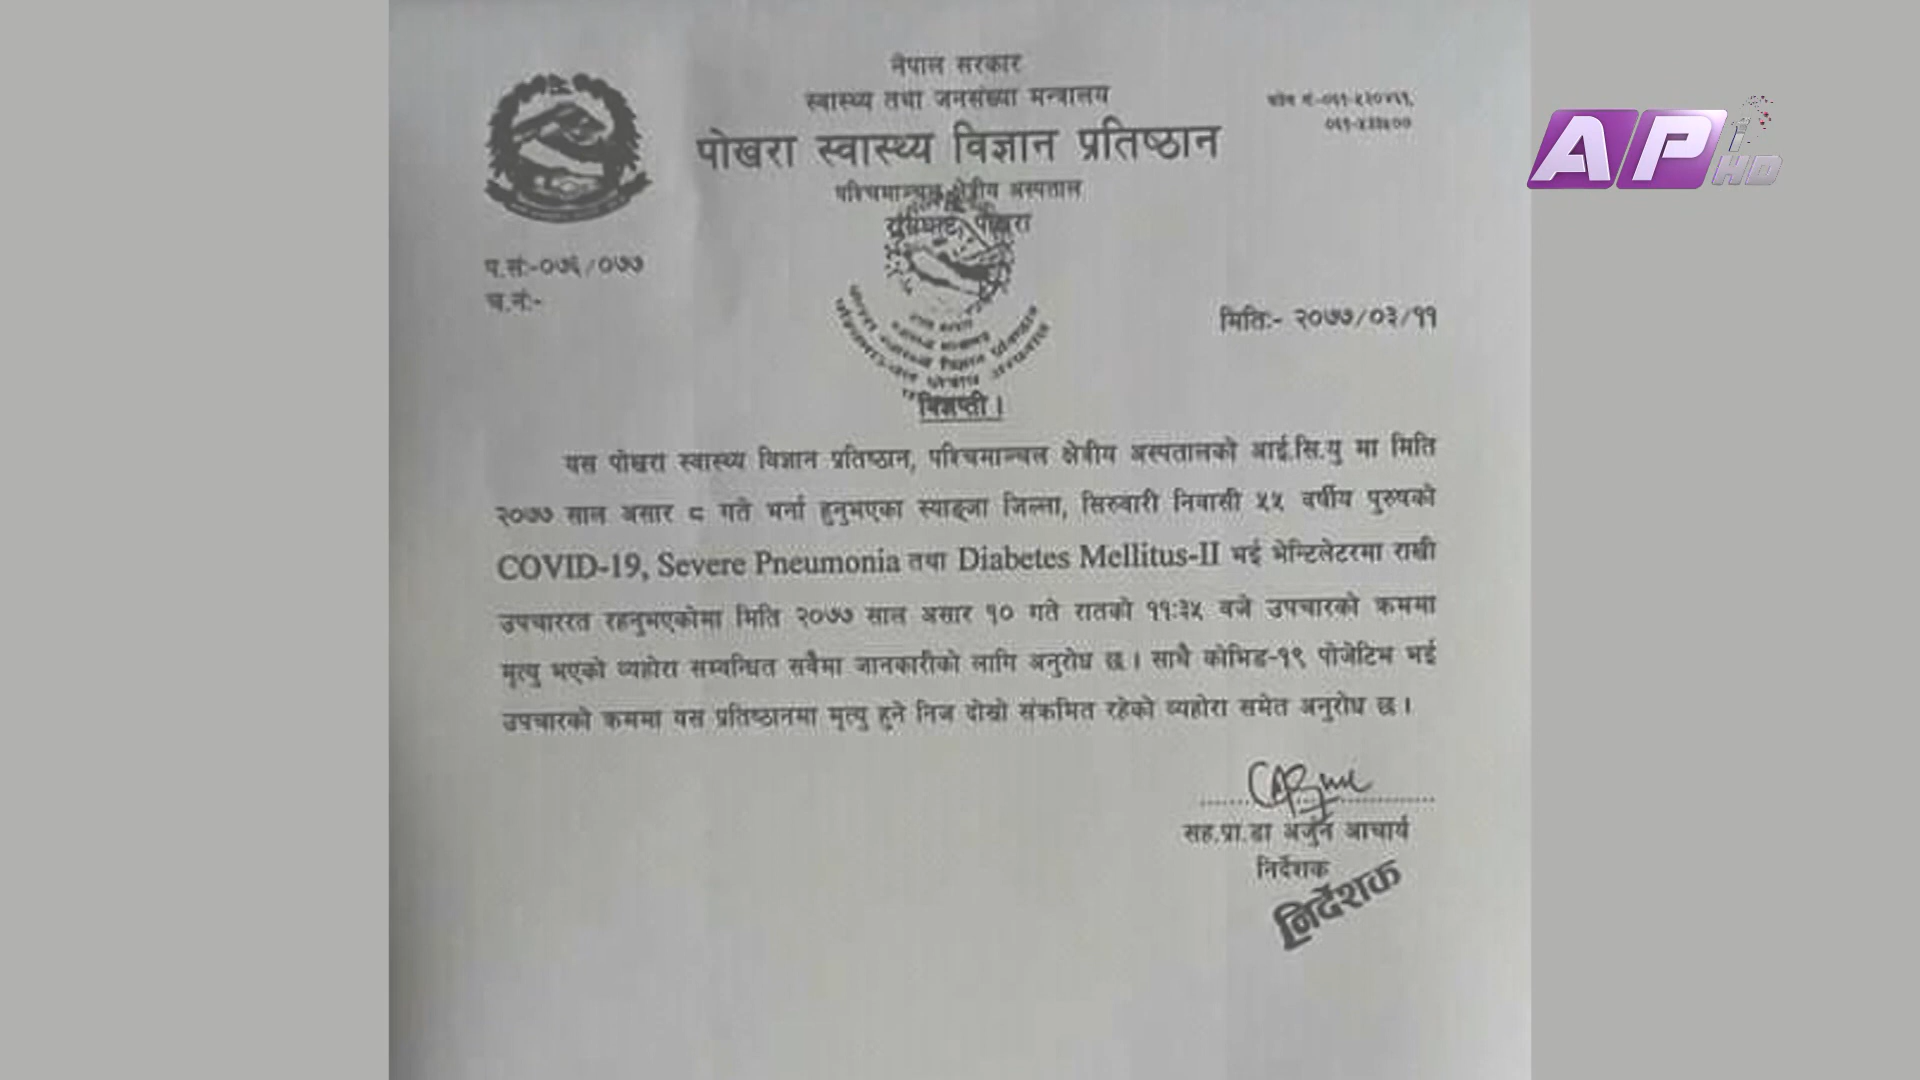 नेपाल सरकार
स्वास्थ्य तथा जनसंख्या मन्त्रालय
फोन नं-०६१-५२०४६१,
पोखरा स्वास्थ्य विज्ञान प्रतिष्ठान
AP1 HD
पश्चिमाञ्चल क्षेत्रीय अस्पताल
पोखरा
प.सं:-०७६/०७७
च.नं:-
मितिः- २०७७/०३/११
विज्ञप्ती ।
यस पोखरा स्वास्थ्य विज्ञान प्रतिष्ठान, पश्चिमाञ्चल क्षेत्रीय अस्पतालको आई.सि.यु मा मिति
२०७७ साल असार ८ गते भर्ना हुनुभएका स्याङ्जा जिल्ला, सिरुवारी निवासी ५५ वर्षीय पुरुषको
COVID-19, Severe Pneumonia तथा Diabetes Mellitus-II भई भेन्टिलेटरमा राखी
उपचाररत रहनुभएकोमा मिति २०७७ साल असार १० गते रातको ११:३५ बजे उपचारको क्रममा
मृत्यु भएको व्यहोरा सम्बन्धित सबैमा जानकारीको लागि अनुरोध छ । साथै कोभिड-१९ पोजेटिभ भई
उपचारको क्रममा यस प्रतिष्ठानमा मृत्यु हुने निज दोस्रो संक्रमित रहेको व्यहोरा समेत अनुरोध छ ।
सह.प्रा.डा अर्जुन आचार्य
निर्देशक
निर्देशक